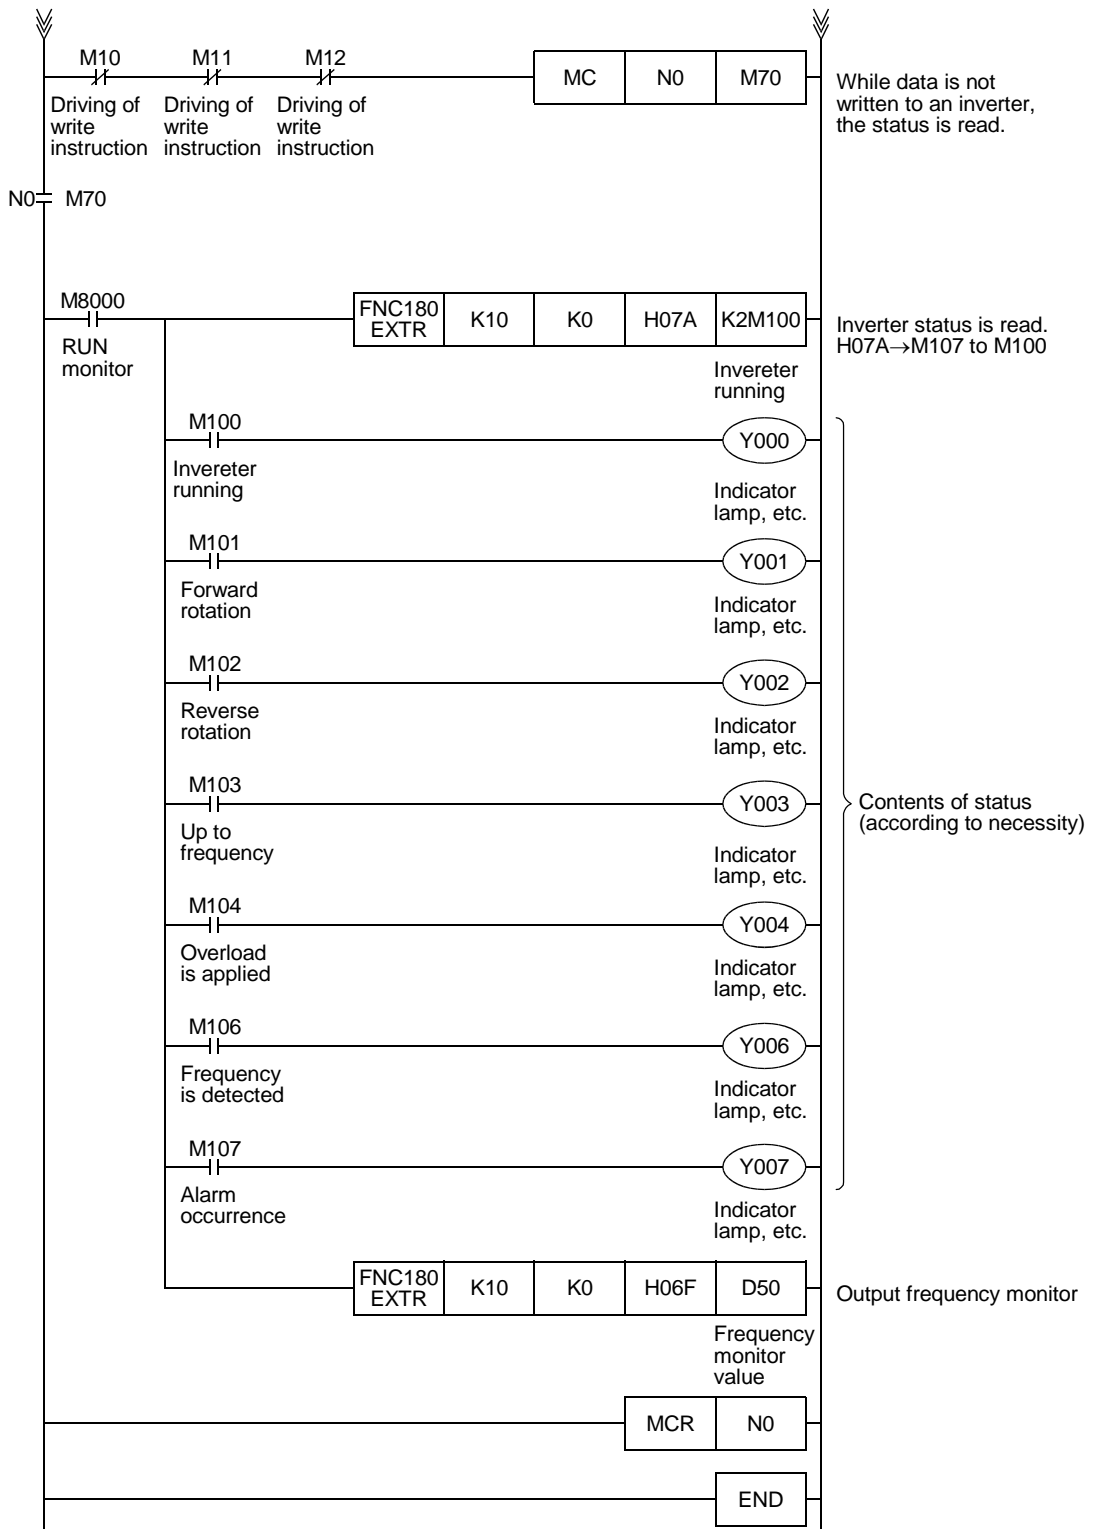 M10 M11 M12
MC N0 M70
Driving of write instruction
Driving of write instruction
Driving of write instruction
While data is not
written to an inverter,
the status is read.
N0 M70
M8000
RUN
monitor
FNC180
EXTR
K10 K0 H07A K2M100
Inverter status is read.
H07A→M107 to M100
Invereter
running
M100
Y000
Invereter
running
Indicator
lamp, etc.
M101
Y001
Forward
rotation
Indicator
lamp, etc.
M102
Y002
Reverse
rotation
Indicator
lamp, etc.
M103
Y003
Contents of status
(according to necessity)
Up to
frequency
Indicator
lamp, etc.
M104
Y004
Overload
is applied
Indicator
lamp, etc.
M106
Y006
Frequency
is detected
Indicator
lamp, etc.
M107
Y007
Alarm
occurrence
Indicator
lamp, etc.
FNC180
EXTR
K10 K0 H06F D50
Output frequency monitor
Frequency
monitor
value
MCR N0
END